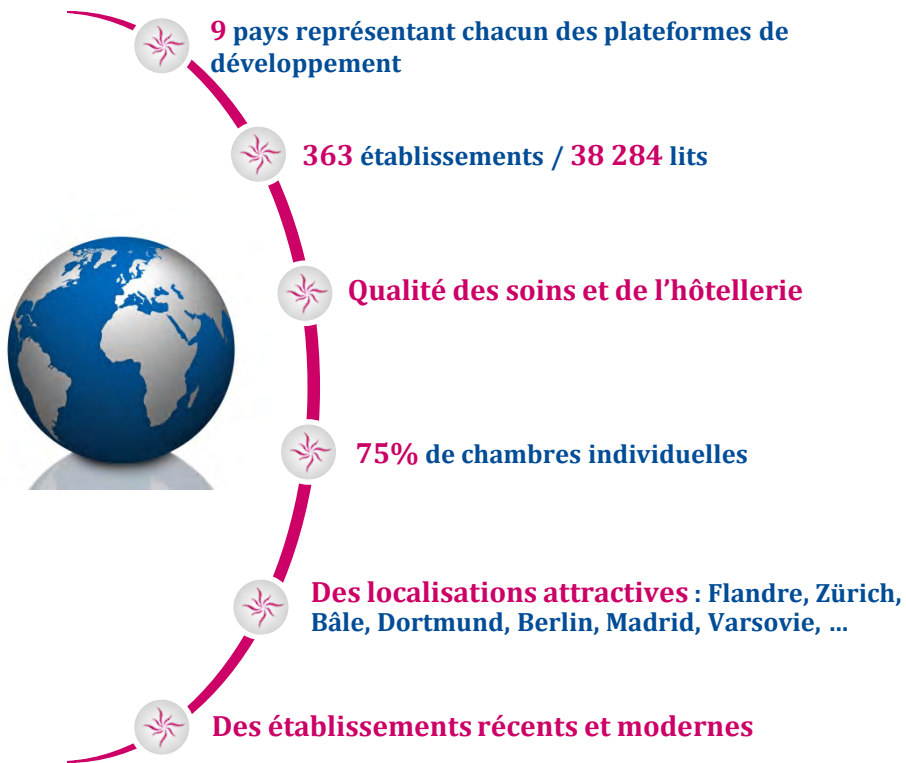 9 pays représentant chacun des plateformes de
développement
363 établissements / 38 284 lits
Qualité des soins et de l’hôtellerie
75% de chambres individuelles
Des localisations attractives : Flandre, Zürich,
Bâle, Dortmund, Berlin, Madrid, Varsovie, …
Des établissements récents et modernes